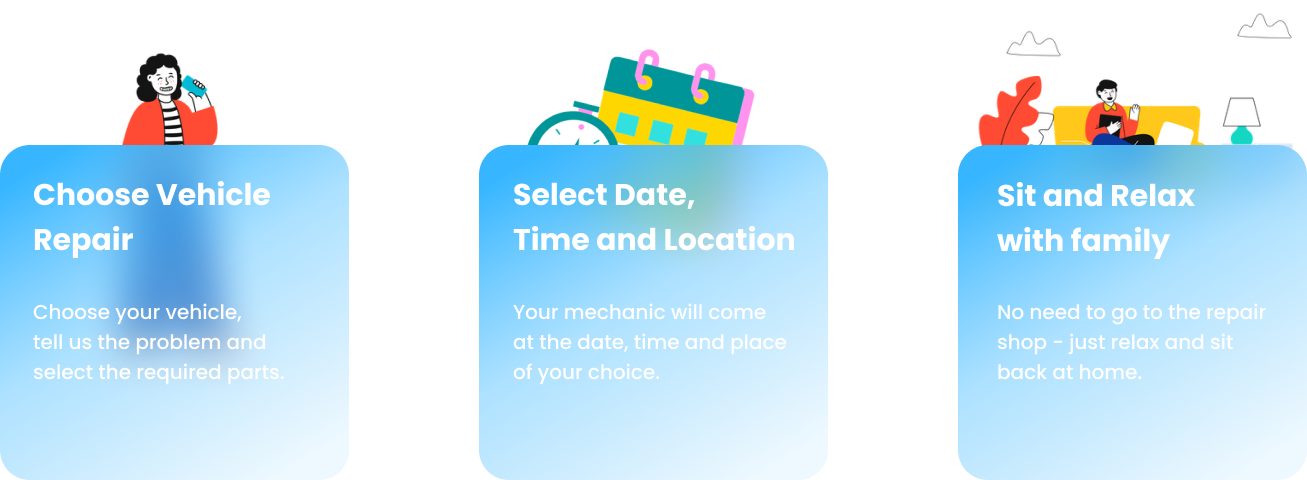 Choose Vehicle
Repair
Choose your vehicle,
tell us the problem and
select the required parts.
Select Date,
Time and Location
Your mechanic will come
at the date, time and place
of your choice.
Sit and Relax
with family
No need to go to the repair
shop - just relax and sit
back at home.